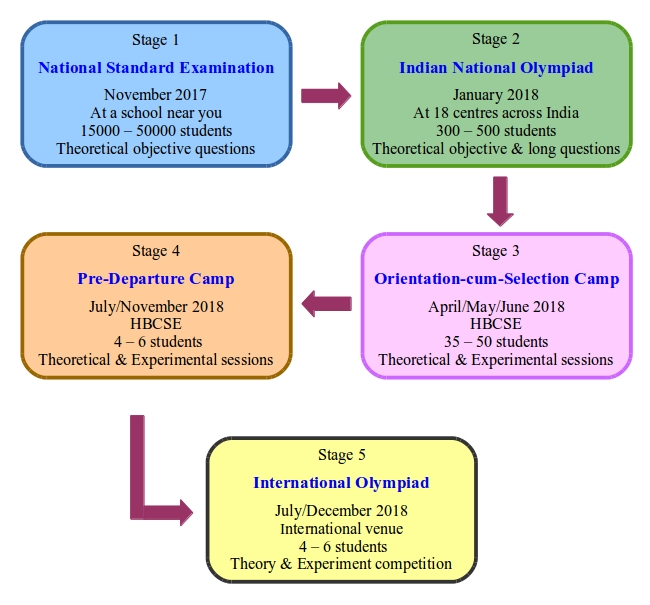 Stage 1
National Standard Examination
November 2017
At a school near you
15000 – 50000 students
Theoretical objective questions
Stage 2
Indian National Olympiad
January 2018
At 18 centres across India
300 – 500 students
Theoretical objective & long questions
Stage 3
Orientation-cum-Selection Camp
April/May/June 2018
HBCSE
35 – 50 students
Theoretical & Experimental sessions
Stage 4
Pre-Departure Camp
July/November 2018
HBCSE
4 – 6 students
Theoretical & Experimental sessions
Stage 5
International Olympiad
July/December 2018
International venue
4 – 6 students
Theory & Experiment competition